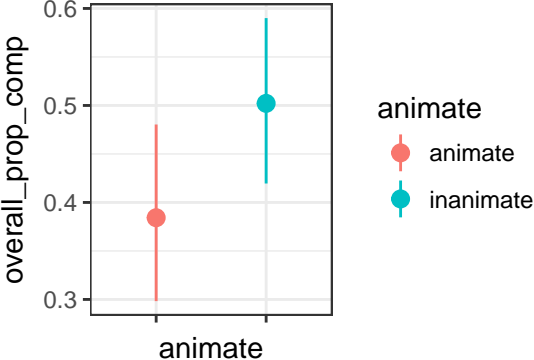 overall_prop_comp
0.6
0.5
0.4
0.3
animate
animate
animate
inanimate